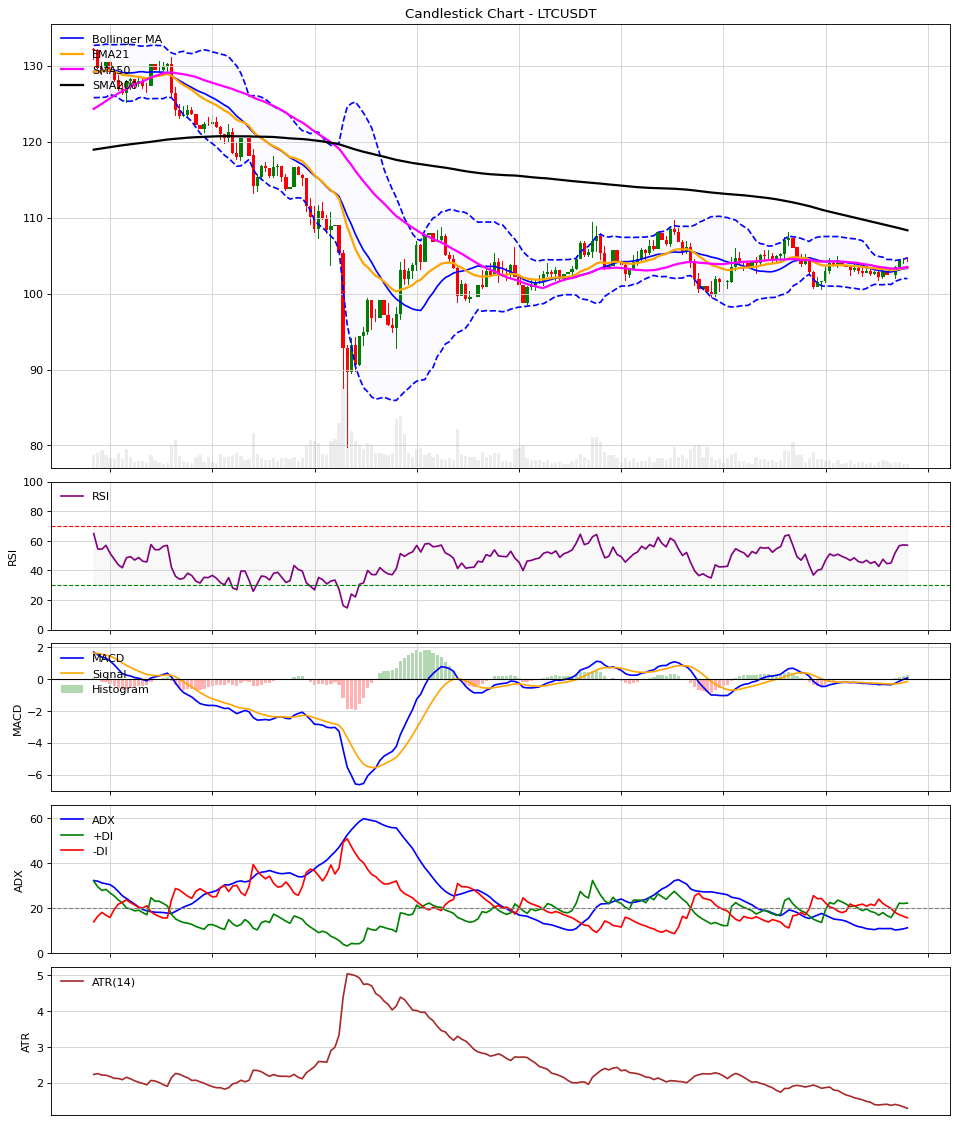 Candlestick Chart - LTCUSDT
Bollinger MA
EMA21
SMA50
SMA200
130
120
110
100
90
80
RSI
100
80
60
40
20
0
RSI
MACD
Signal
Histogram
2
0
−2
−4
−6
MACD
ADX
+DI
-DI
60
40
20
0
ADX
ATR(14)
5
4
3
2
ATR